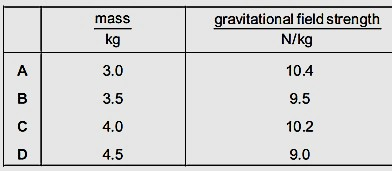 mass gravitational field strength
kg N/kg
A 3.0 10.4
B 3.5 9.5
C 4.0 10.2
D 4.5 9.0